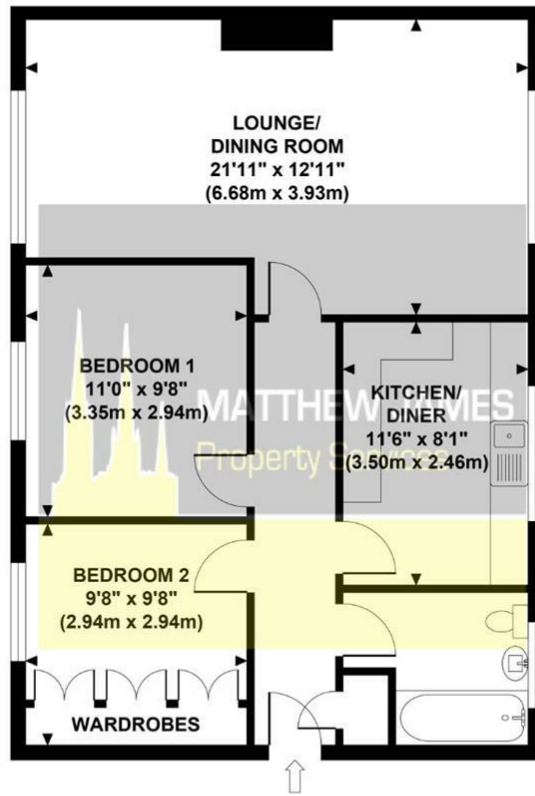 LOUNGE/
DINING ROOM
21'11" x 12'11"
(6.68m x 3.93m)
BEDROOM 1
11'0" x 9'8"
(3.35m x 2.94m)
MATTHEW JAMES
Property Services
KITCHEN/
DINER
11'6" x 8'1"
(3.50m x 2.46m)
BEDROOM 2
9'8" x 9'8"
(2.94m x 2.94m)
WARDROBES